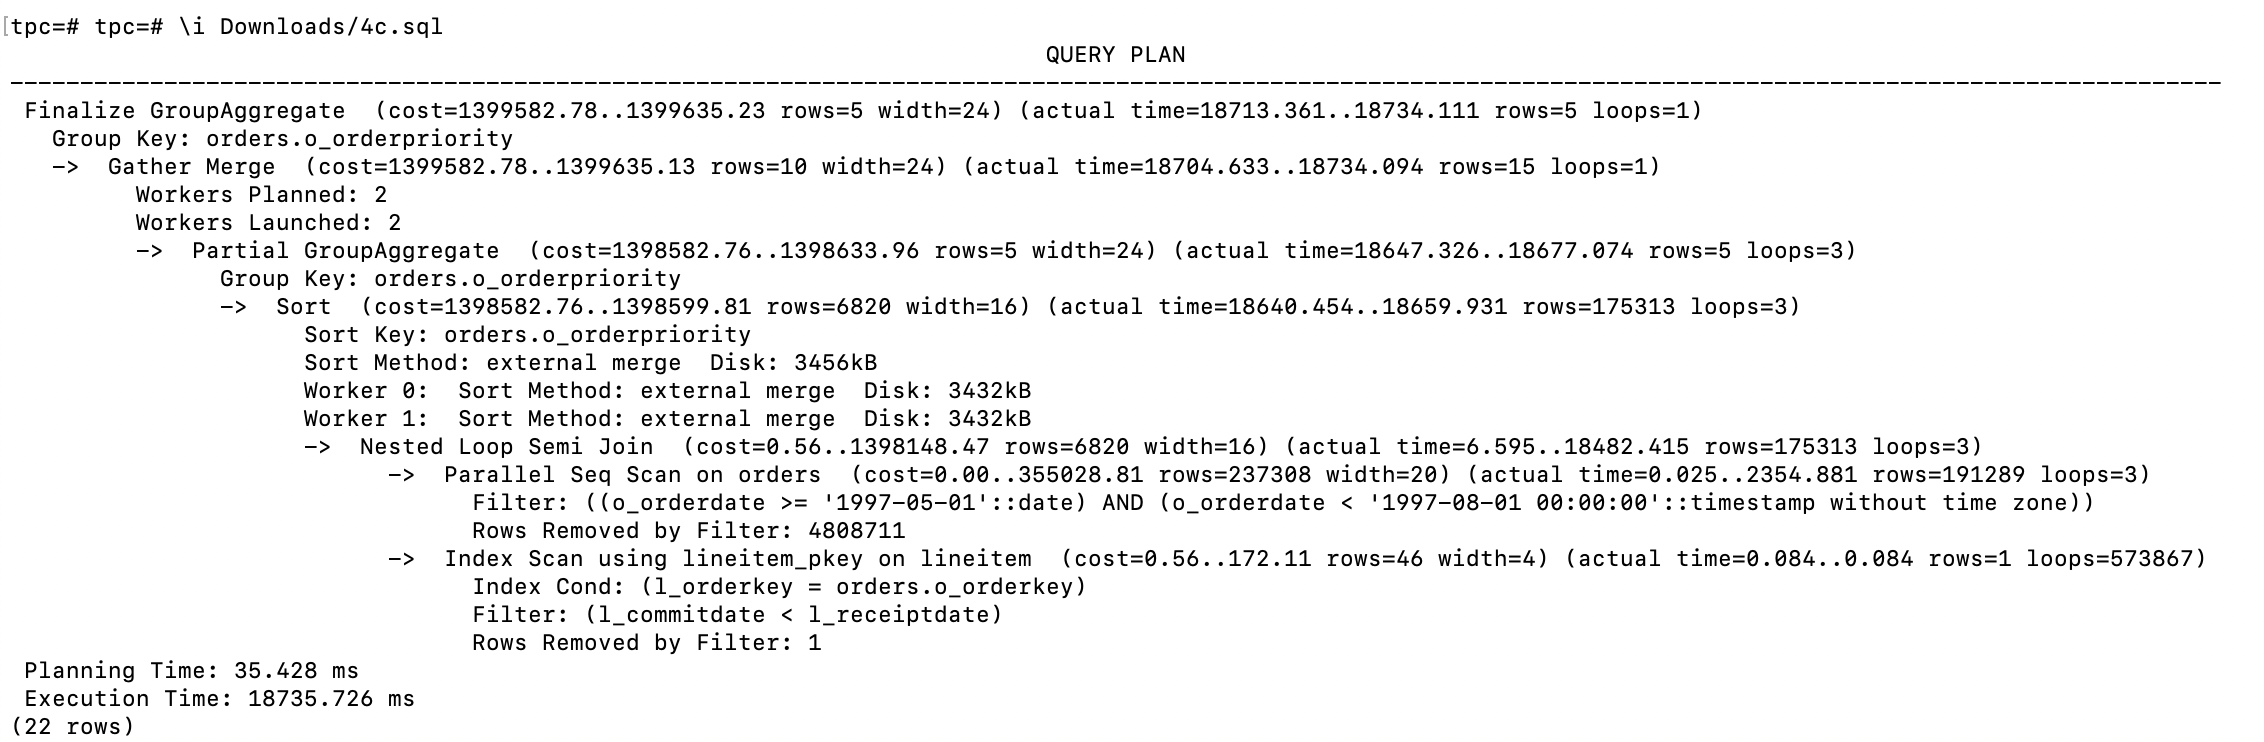 [tpc=# tpc=# \i Downloads/4c.sql
QUERY PLAN
Finalize GroupAggregate  (cost=1399582.78..1399635.23 rows=5 width=24) (actual time=18713.361..18734.111 rows=5 loops=1)
Group Key: orders.o_orderpriority
->  Gather Merge  (cost=1399582.78..1399635.13 rows=10 width=24) (actual time=18704.633..18734.094 rows=15 loops=1)
Workers Planned: 2
Workers Launched: 2
->  Partial GroupAggregate  (cost=1398582.76..1398633.96 rows=5 width=24) (actual time=18647.326..18677.074 rows=5 loops=3)
Group Key: orders.o_orderpriority
->  Sort  (cost=1398582.76..1398599.81 rows=6820 width=16) (actual time=18640.454..18659.931 rows=175313 loops=3)
Sort Key: orders.o_orderpriority
Sort Method: external merge  Disk: 3456kB
Worker 0:  Sort Method: external merge  Disk: 3432kB
Worker 1:  Sort Method: external merge  Disk: 3432kB
->  Nested Loop Semi Join  (cost=0.56..1398148.47 rows=6820 width=16) (actual time=6.595..18482.415 rows=175313 loops=3)
->  Parallel Seq Scan on orders  (cost=0.00..355028.81 rows=237308 width=20) (actual time=0.025..2354.881 rows=191289 loops=3)
Filter: ((o_orderdate >= '1997-05-01'::date) AND (o_orderdate < '1997-08-01 00:00:00'::timestamp without time zone))
Rows Removed by Filter: 4808711
->  Index Scan using lineitem_pkey on lineitem  (cost=0.56..172.11 rows=46 width=4) (actual time=0.084..0.084 rows=1 loops=573867)
Index Cond: (l_orderkey = orders.o_orderkey)
Filter: (l_commitdate < l_receiptdate)
Rows Removed by Filter: 1
Planning Time: 35.428 ms
Execution Time: 18735.726 ms
(22 rows)